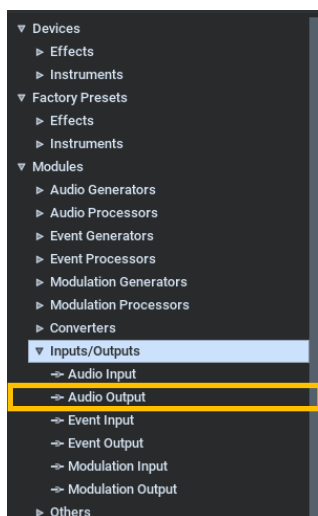 Devices
Effects
Instruments
Factory Presets
Effects
Instruments
Modules
Audio Generators
Audio Processors
Event Generators
Event Processors
Modulation Generators
Modulation Processors
Converters
Inputs/Outputs
Audio Input
Audio Output
Event Input
Event Output
Modulation Input
Modulation Output
Others